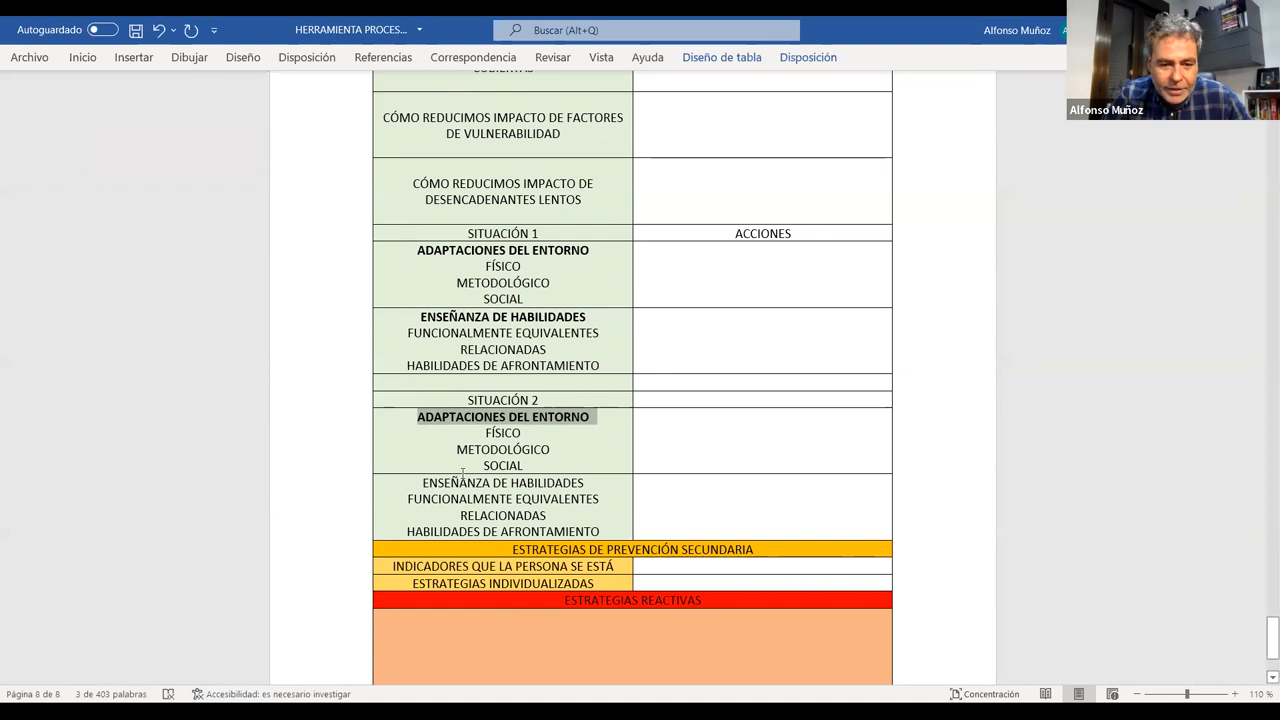 Autoguardado
HERRAMIENTA PROCES...
Buscar (Alt+Q)
Alfonso Muñoz
Archivo Inicio Insertar Dibujar Diseño Disposición Referencias Correspondencia Revisar Vista Ayuda Diseño de tabla Disposición
Alfonso Muñoz
CÓMO REDUCIMOS IMPACTO DE FACTORES
DE VULNERABILIDAD
CÓMO REDUCIMOS IMPACTO DE
DESENCADENANTES LENTOS
SITUACIÓN 1 ACCIONES
ADAPTACIONES DEL ENTORNO
FÍSICO
METODOLÓGICO
SOCIAL
ENSEÑANZA DE HABILIDADES
FUNCIONALMENTE EQUIVALENTES
RELACIONADAS
HABILIDADES DE AFRONTAMIENTO
SITUACIÓN 2
ADAPTACIONES DEL ENTORNO
FÍSICO
METODOLÓGICO
SOCIAL
ENSEÑANZA DE HABILIDADES
FUNCIONALMENTE EQUIVALENTES
RELACIONADAS
HABILIDADES DE AFRONTAMIENTO
ESTRATEGIAS DE PREVENCIÓN SECUNDARIA
INDICADORES QUE LA PERSONA SE ESTÁ
ESTRATEGIAS INDIVIDUALIZADAS
ESTRATEGIAS REACTIVAS
Página 8 de 8 3 de 403 palabras Accesibilidad: es necesario investigar Concentración 110 %